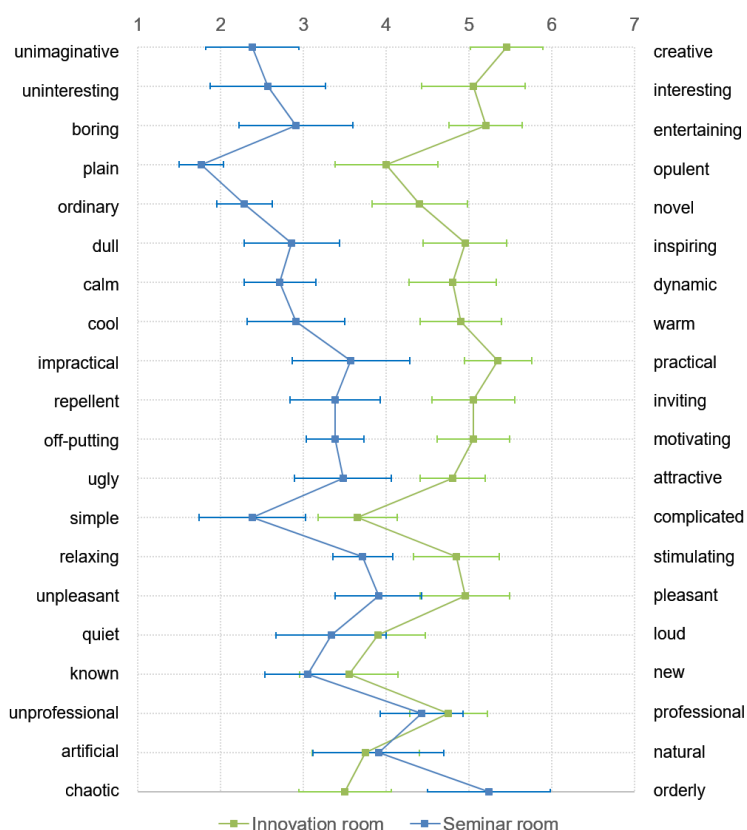 1 2 3 4 5 6 7
unimaginative creative
uninteresting interesting
boring entertaining
plain opulent
ordinary novel
dull inspiring
calm dynamic
cool warm
impractical practical
repellent inviting
off-putting motivating
ugly attractive
simple complicated
relaxing stimulating
unpleasant pleasant
quiet loud
known new
unprofessional professional
artificial natural
chaotic orderly
Innovation room Seminar room